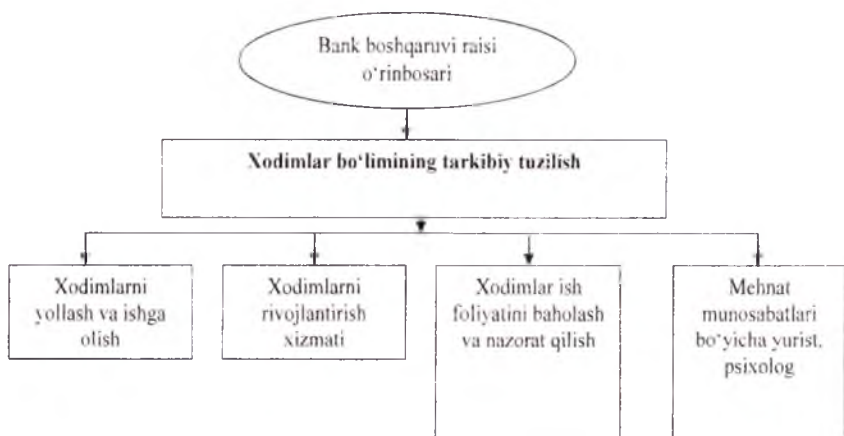 Bank boshqaruvi raisi
o‘rinbosari
Xodimlar bo‘limining tarkibiy tuzilish
Xodimlarni
yollash va ishga
olish
Xodimlarni
rivojlantirish
xizmati
Xodimlar ish
foliyatini baholash
va nazorat qilish
Mehnat
munosabatlari
bo‘yicha yurist,
psixolog